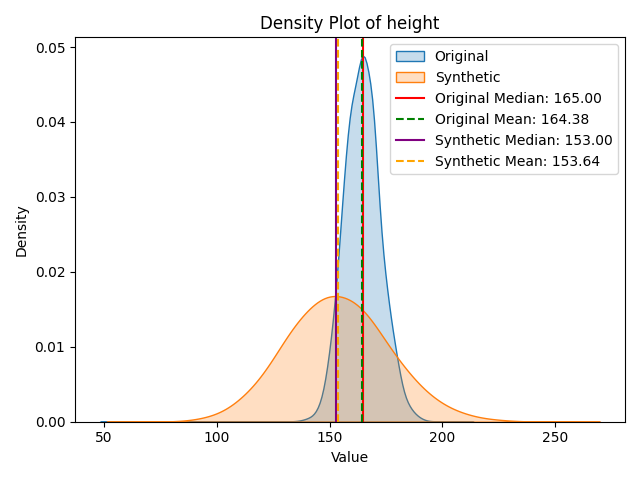 Density Plot of height
0.05
0.04
0.03
0.02
0.01
0.00
Density
Original
Synthetic
Original Median: 165.00
Original Mean: 164.38
Synthetic Median: 153.00
Synthetic Mean: 153.64
50
100
150
200
250
Value